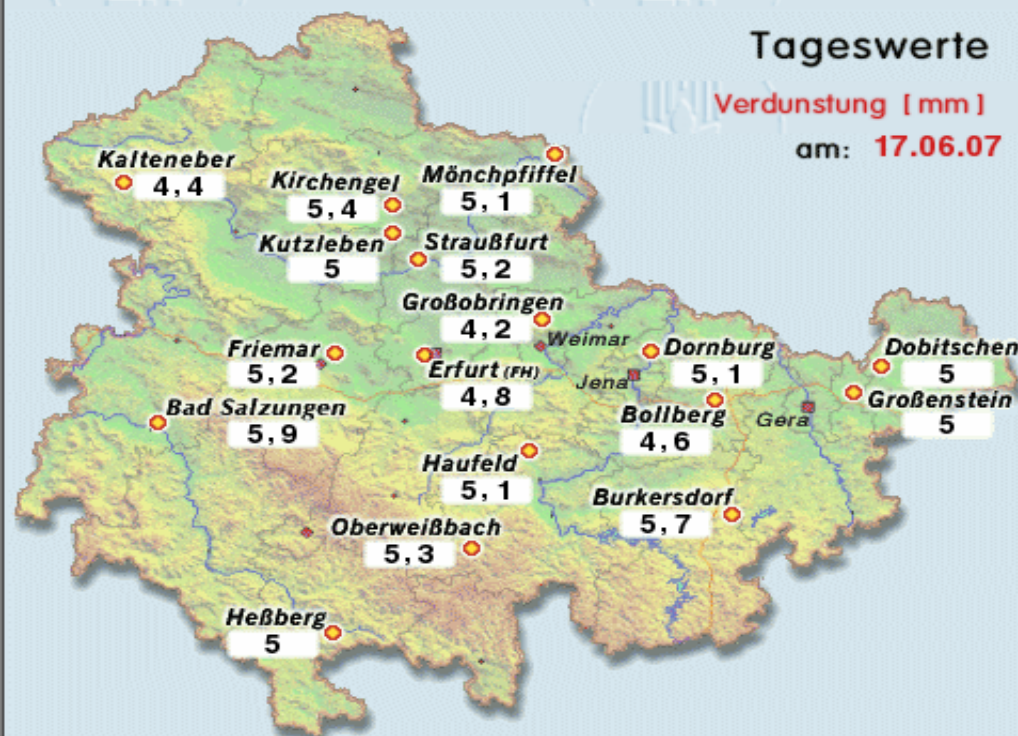 Tageswerte
Verdunstung [ mm ]
am: 17.06.07
Kalteneber
4,4
Kirchengel
5,4
Mönchpfiffel
5,1
Kutzleben
5
Straußfurt
5,2
Großobringen
4,2
Weimar
Friemar
5,2
Erfurt (FH)
4,8
Jena
Dornburg
5,1
Dobitschen
5
Großenstein
5
Bad Salzungen
5,9
Bollberg
4,6
Gera
Haufeld
5,1
Burkersdorf
5,7
Oberweißbach
5,3
Heßberg
5